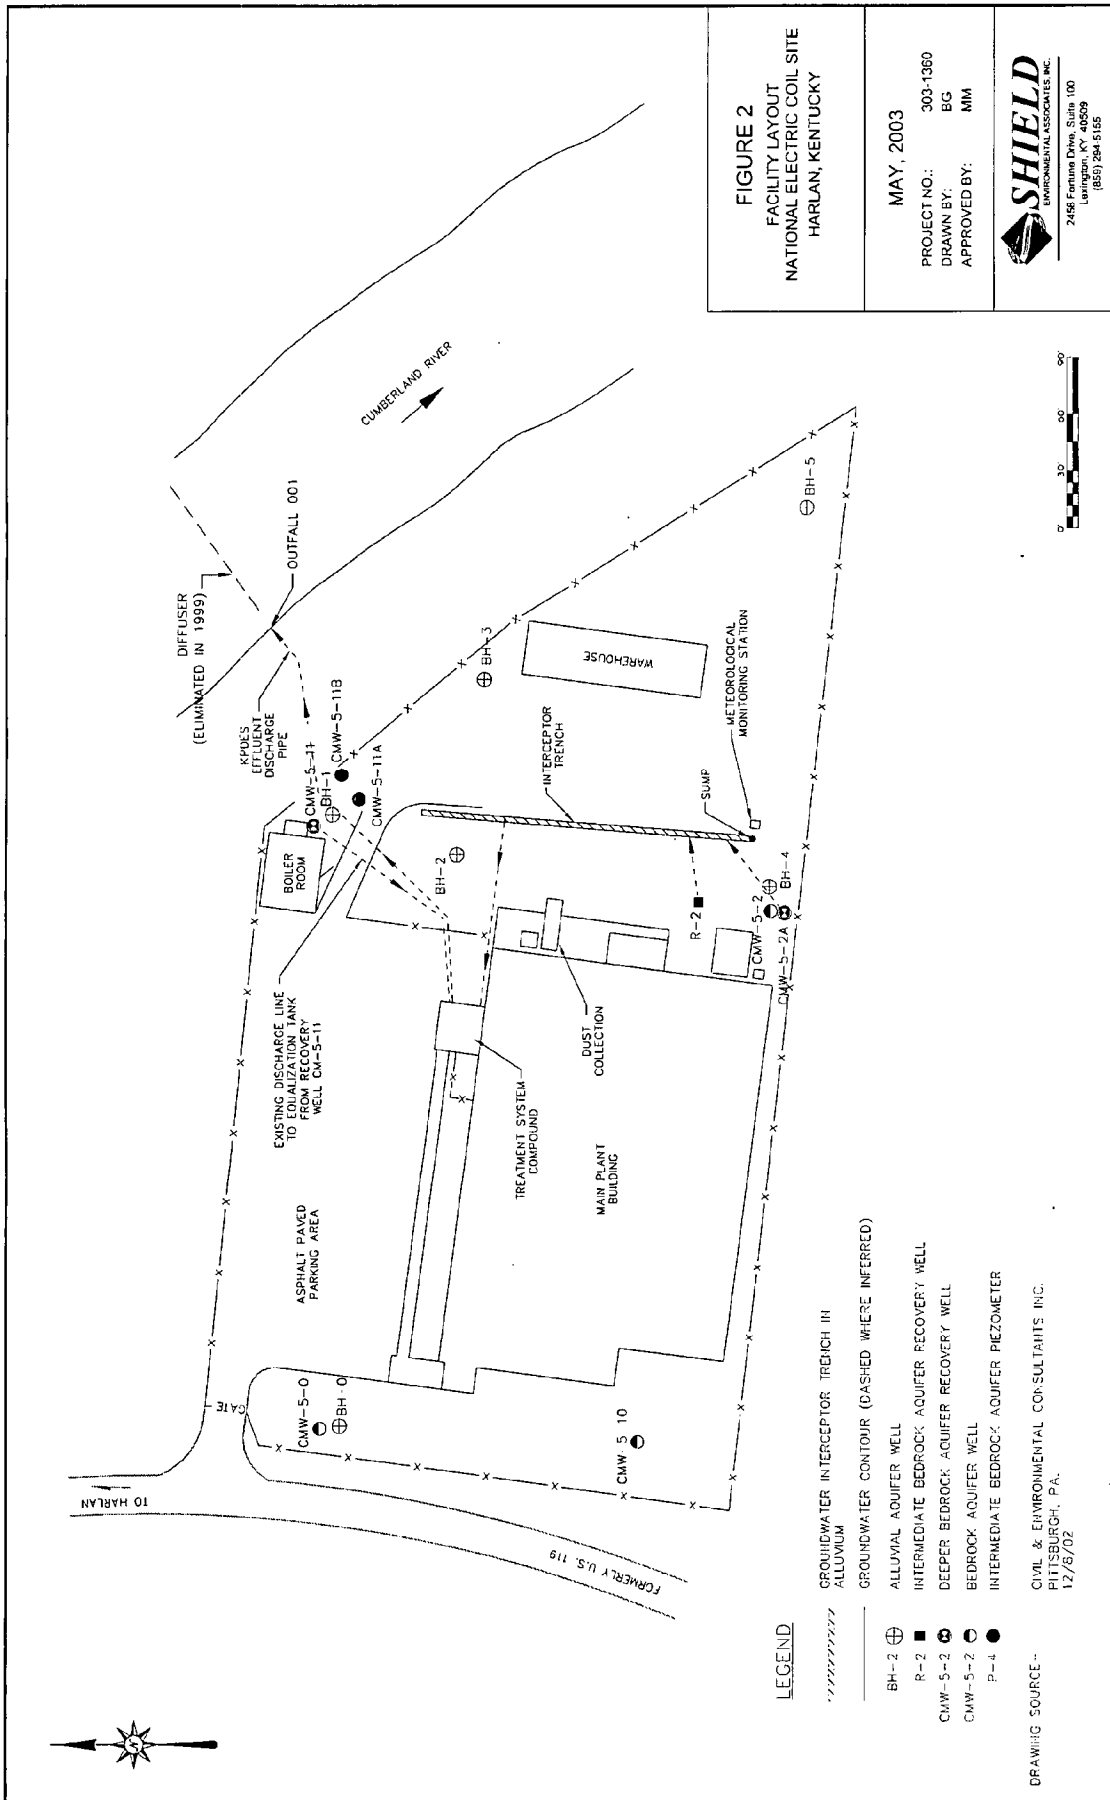 FIGURE 2
FACILITY LAYOUT
NATIONAL ELECTRIC COIL SITE
HARLAN, KENTUCKY
MAY, 2003
PROJECT NO.: 303-1360
DRAWN BY: BG
APPROVED BY: MM
SHIELD
ENVIRONMENTAL ASSOCIATES, INC.
2456 Fortune Drive, Suite 100
Lexington, KY 40509
(859) 294-5155
TO HARLAN
FORMERLY U.S. 119
GATE
CMW-5-0
BH-0
CMW-5 10
ASPHALT PAVED
PARKING AREA
EXISTING DISCHARGE LINE
TO EQUALIZATION TANK
FROM RECOVERY
WELL CM-5-11
BOILER
ROOM
CMW-5-11
BH-1
CMW-5-11B
CMW-5-11A
KPDES
EFFLUENT
DISCHARGE
PIPE
DIFFUSER
(ELIMINATED IN 1999)
OUTFALL 001
CUMBERLAND RIVER
BH-2
BH-3
INTERCEPTOR
TRENCH
WAREHOUSE
TREATMENT SYSTEM
COMPOUND
DUST
COLLECTION
MAIN PLANT
BUILDING
R-2
SUMP
METEOROLOGICAL
MONITORING STATION
CMW-5-2
BH-4
CMW-5-2A
BH-5
0 30' 60' 90'
N
LEGEND
GROUNDWATER INTERCEPTOR TRENCH IN
ALLUVIUM
GROUNDWATER CONTOUR (DASHED WHERE INFERRED)
BH-2 ALLUVIAL AQUIFER WELL
R-2 INTERMEDIATE BEDROCK AQUIFER RECOVERY WELL
CMW-5-2 DEEPER BEDROCK AQUIFER RECOVERY WELL
CMW-5-2 BEDROCK AQUIFER WELL
P-4 INTERMEDIATE BEDROCK AQUIFER PIEZOMETER
DRAWING SOURCE- CIVIL & ENVIRONMENTAL CONSULTANTS INC.
PITTSBURGH, PA.
12/8/02